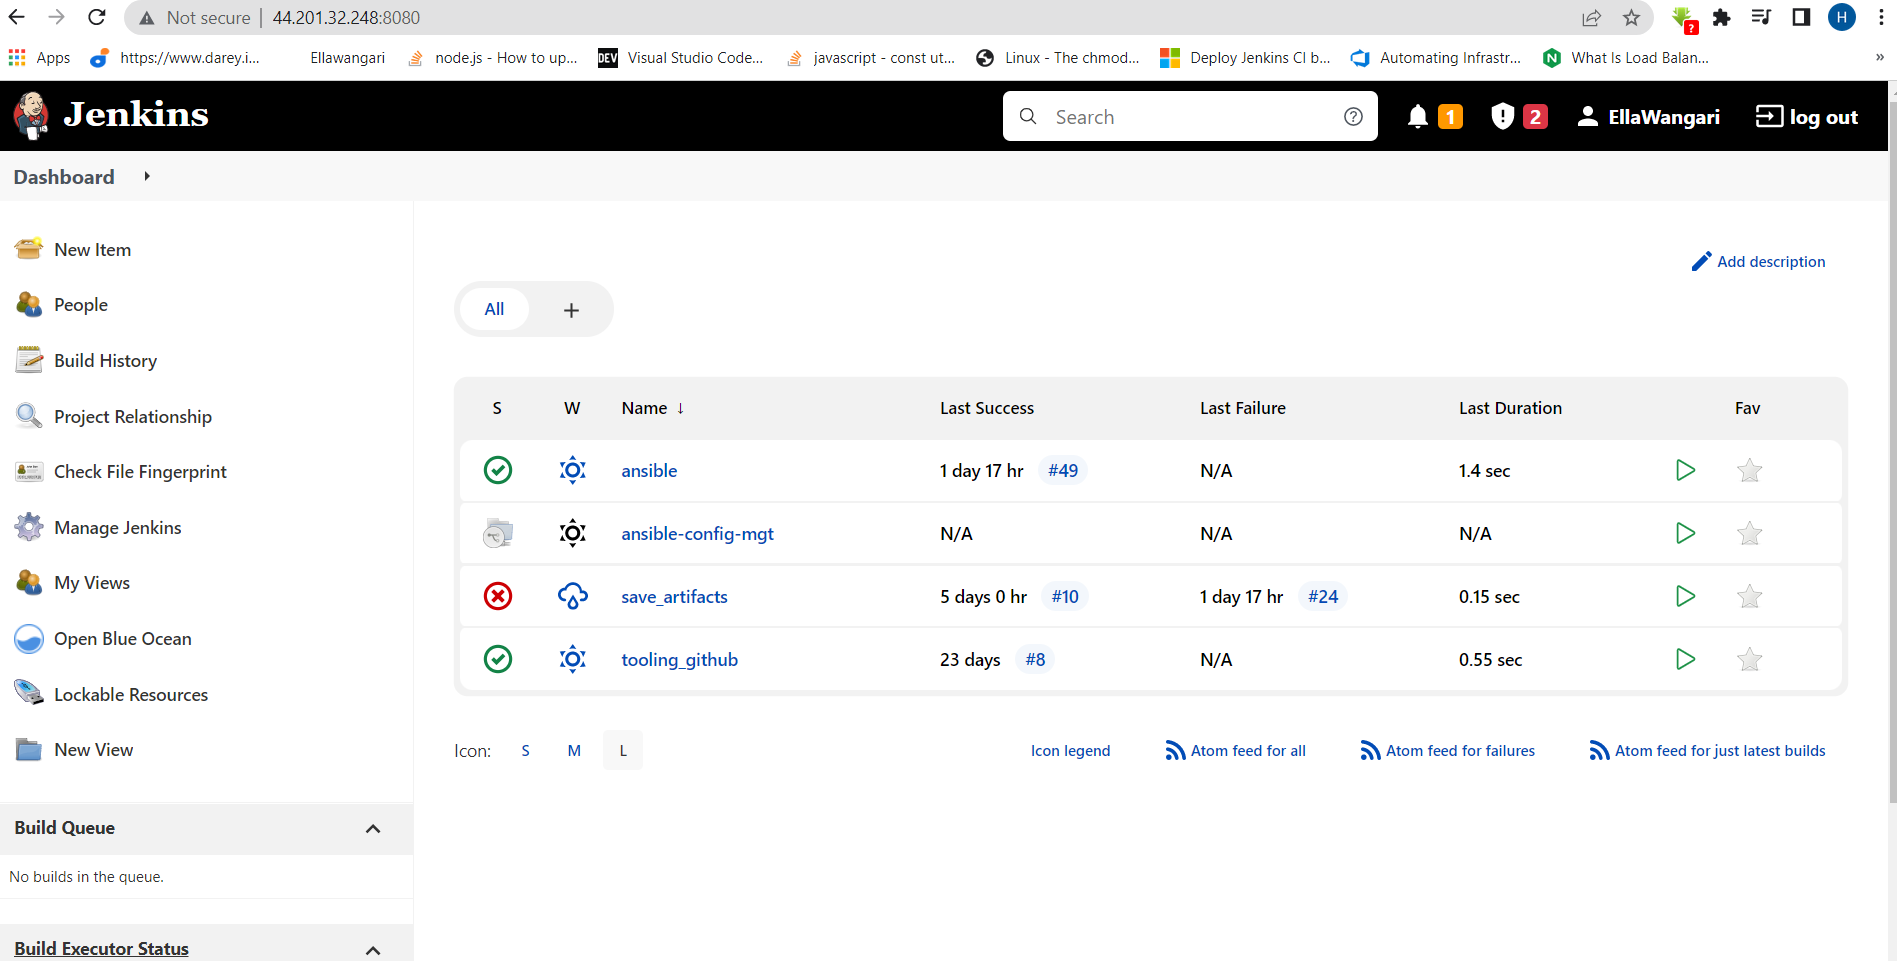 Not secure | 44.201.32.248:8080
?
H
Apps https://www.darey.i... Ellawangari node.js - How to up... DEV Visual Studio Code... javascript - const ut... Linux - The chmod... Deploy Jenkins CI b... Automating Infrastr... N What Is Load Balan... »
Jenkins Search 1 2 EllaWangari log out
Dashboard
New Item
People
Build History
Project Relationship
Check File Fingerprint
Manage Jenkins
My Views
Open Blue Ocean
Lockable Resources
New View
Build Queue
No builds in the queue.
Build Executor Status
Add description
All +
S W Name ↓ Last Success Last Failure Last Duration Fav
ansible 1 day 17 hr #49 N/A 1.4 sec
ansible-config-mgt N/A N/A N/A
save_artifacts 5 days 0 hr #10 1 day 17 hr #24 0.15 sec
tooling_github 23 days #8 N/A 0.55 sec
Icon: S M L Icon legend Atom feed for all Atom feed for failures Atom feed for just latest builds